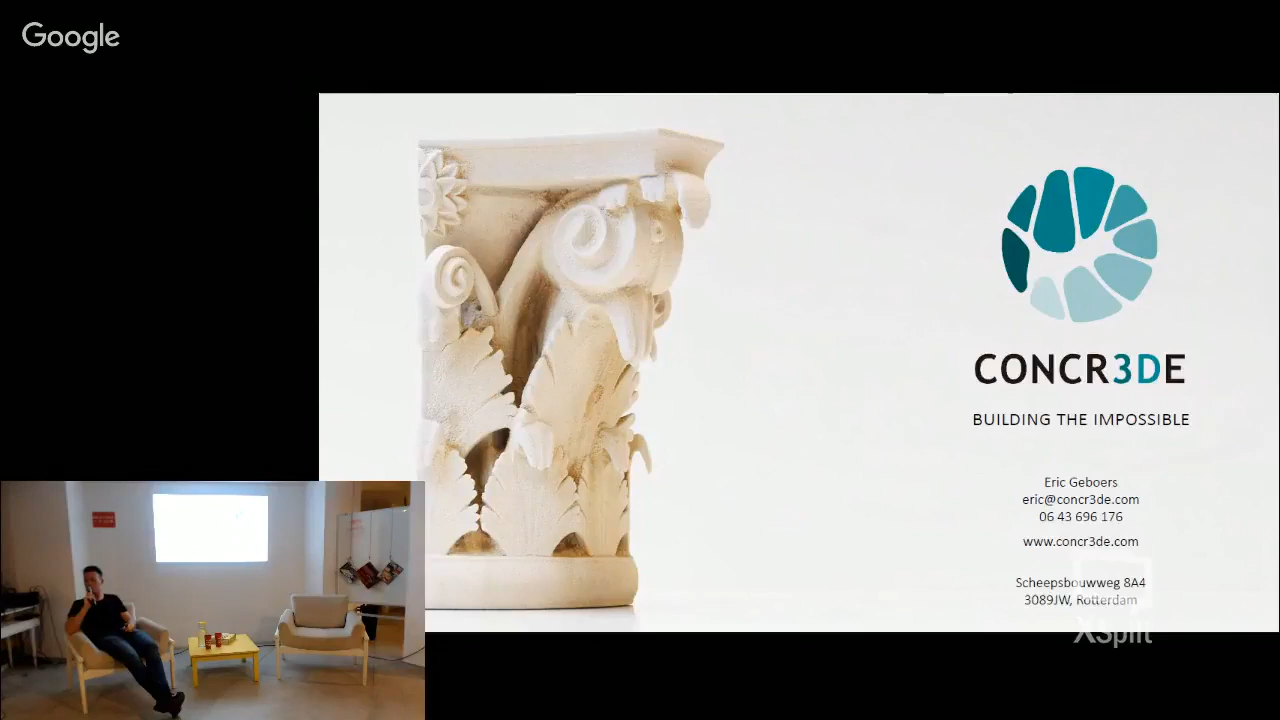 Google
CONCR3DE
BUILDING THE IMPOSSIBLE
Eric Geboers
eric@concr3de.com
06 43 696 176
www.concr3de.com
Scheepsbouwweg 8A4
3089JW, Rotterdam
XSplit